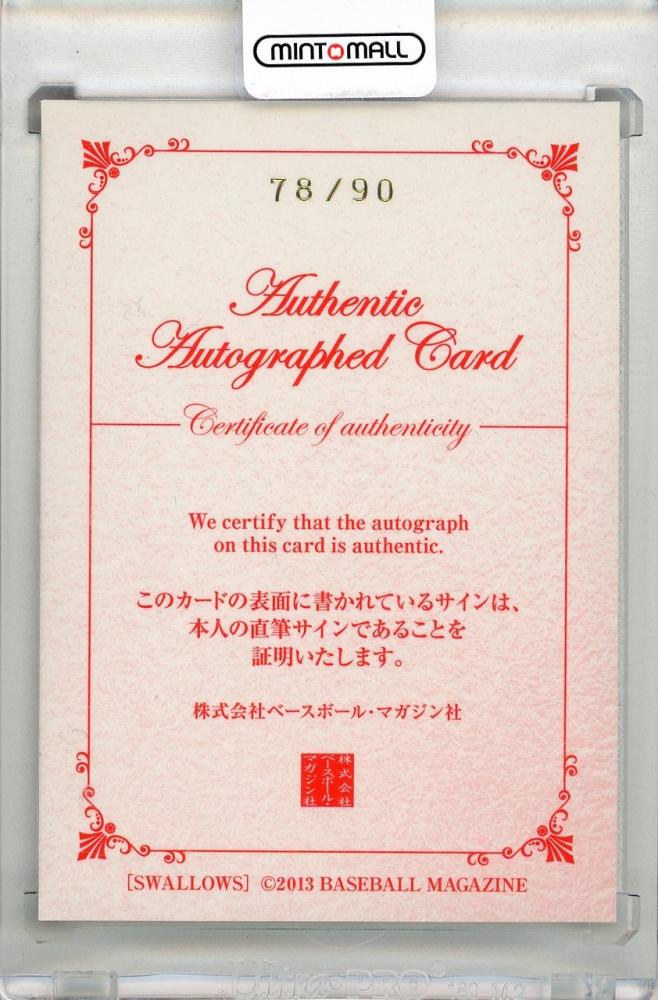 MINTMALL
78/90
Authentic
Autographed Card
Certificate of authenticity
We certify that the autograph
on this card is authentic.
このカードの表面に書かれているサインは、
本人の直筆サインであることを
証明いたします。
株式会社ベースボール・マガジン社
株式会社
ベースボール・
マガジン社
[SWALLOWS] ©2013 BASEBALL MAGAZINE
Ultra PRO